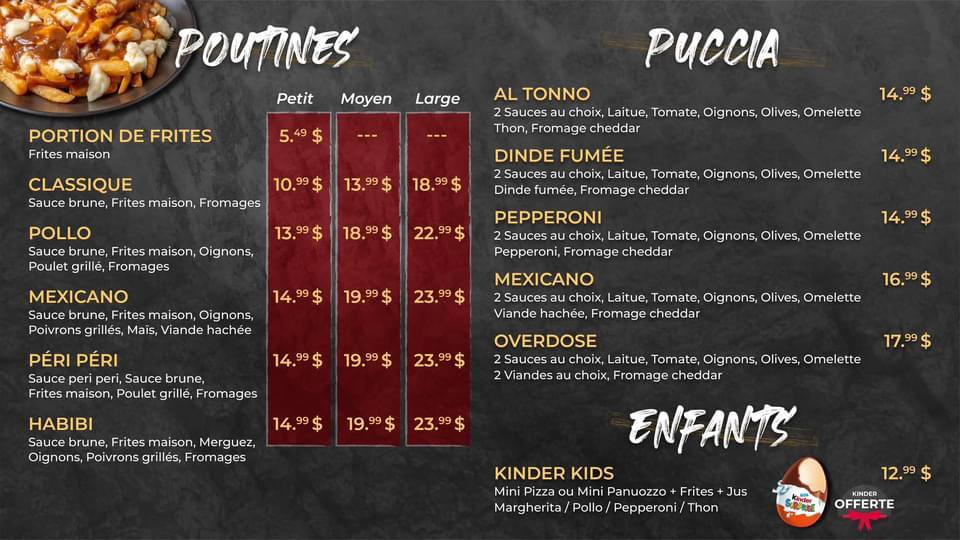 POUTINES
Petit Moyen Large
PORTION DE FRITES 5.49 $ --- ---
Frites maison
CLASSIQUE 10.99 $ 13.99 $ 18.99 $
Sauce brune, Frites maison, Fromages
POLLO 13.99 $ 18.99 $ 22.99 $
Sauce brune, Frites maison, Oignons,
Poulet grillé, Fromages
MEXICANO 14.99 $ 19.99 $ 23.99 $
Sauce brune, Frites maison, Oignons,
Poivrons grillés, Maïs, Viande hachée
PÉRI PÉRI 14.99 $ 19.99 $ 23.99 $
Sauce peri peri, Sauce brune,
Frites maison, Poulet grillé, Fromages
HABIBI 14.99 $ 19.99 $ 23.99 $
Sauce brune, Frites maison, Merguez,
Oignons, Poivrons grillés, Fromages
PUCCIA
AL TONNO 14.99 $
2 Sauces au choix, Laitue, Tomate, Oignons, Olives, Omelette
Thon, Fromage cheddar
DINDE FUMÉE 14.99 $
2 Sauces au choix, Laitue, Tomate, Oignons, Olives, Omelette
Dinde fumée, Fromage cheddar
PEPPERONI 14.99 $
2 Sauces au choix, Laitue, Tomate, Oignons, Olives, Omelette
Pepperoni, Fromage cheddar
MEXICANO 16.99 $
2 Sauces au choix, Laitue, Tomate, Oignons, Olives, Omelette
Viande hachée, Fromage cheddar
OVERDOSE 17.99 $
2 Sauces au choix, Laitue, Tomate, Oignons, Olives, Omelette
2 Viandes au choix, Fromage cheddar
ENFANTS
KINDER KIDS 12.99 $
Mini Pizza ou Mini Panuozzo + Frites + Jus
Margherita / Pollo / Pepperoni / Thon
Kinder
SURPRISE
KINDER
OFFERTE